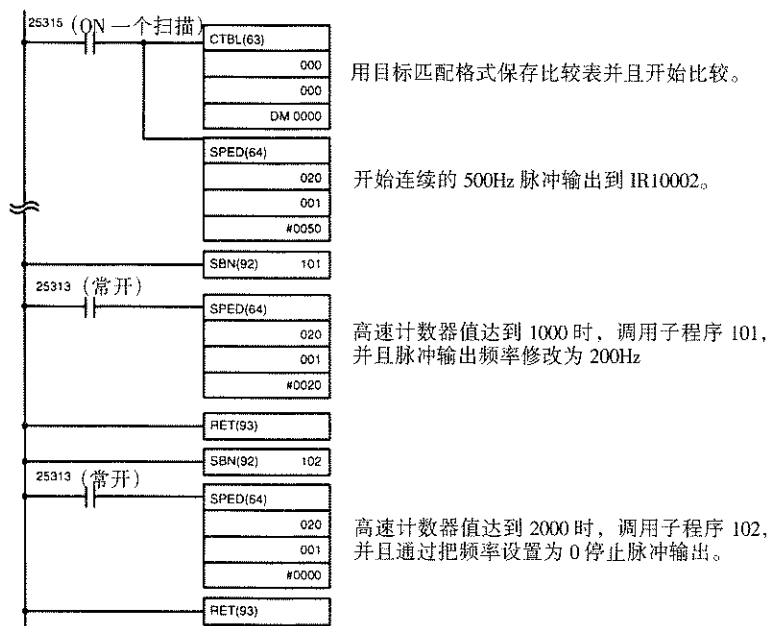 25315 (ON 一个扫描)
CTBL(63)
000
000
DM 0000
用目标匹配格式保存比较表并且开始比较。
SPED(64)
020
001
#0050
开始连续的 500Hz 脉冲输出到 IR10002。
SBN(92) 101
25313 (常开)
SPED(64)
020
001
#0020
高速计数器值达到 1000 时，调用子程序 101，
并且脉冲输出频率修改为 200Hz
RET(93)
SBN(92) 102
25313 (常开)
SPED(64)
020
001
#0000
高速计数器值达到 2000 时，调用子程序 102，
并且通过把频率设置为 0 停止脉冲输出。
RET(93)